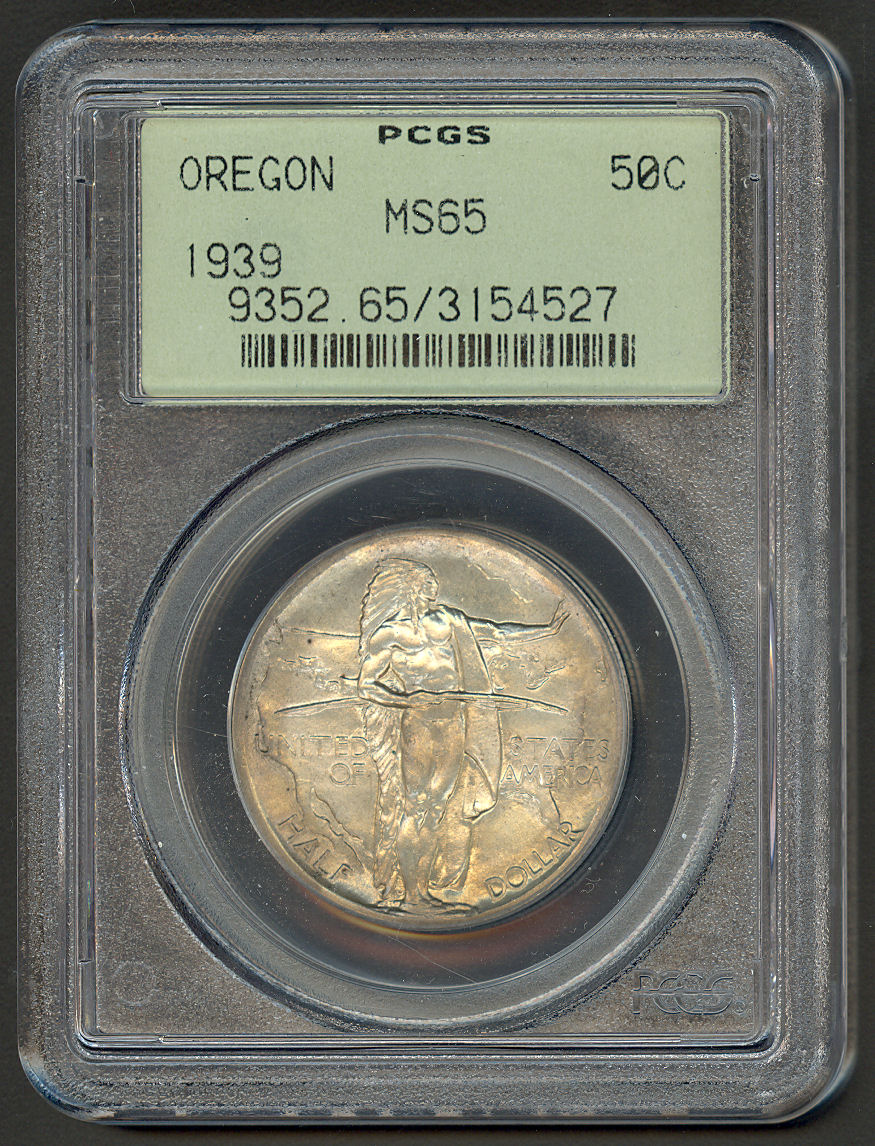 PCGS
OREGON 50C
MS65
1939
9352.65/3154527
UNITED STATES
OF AMERICA
HALF DOLLAR
PCGS